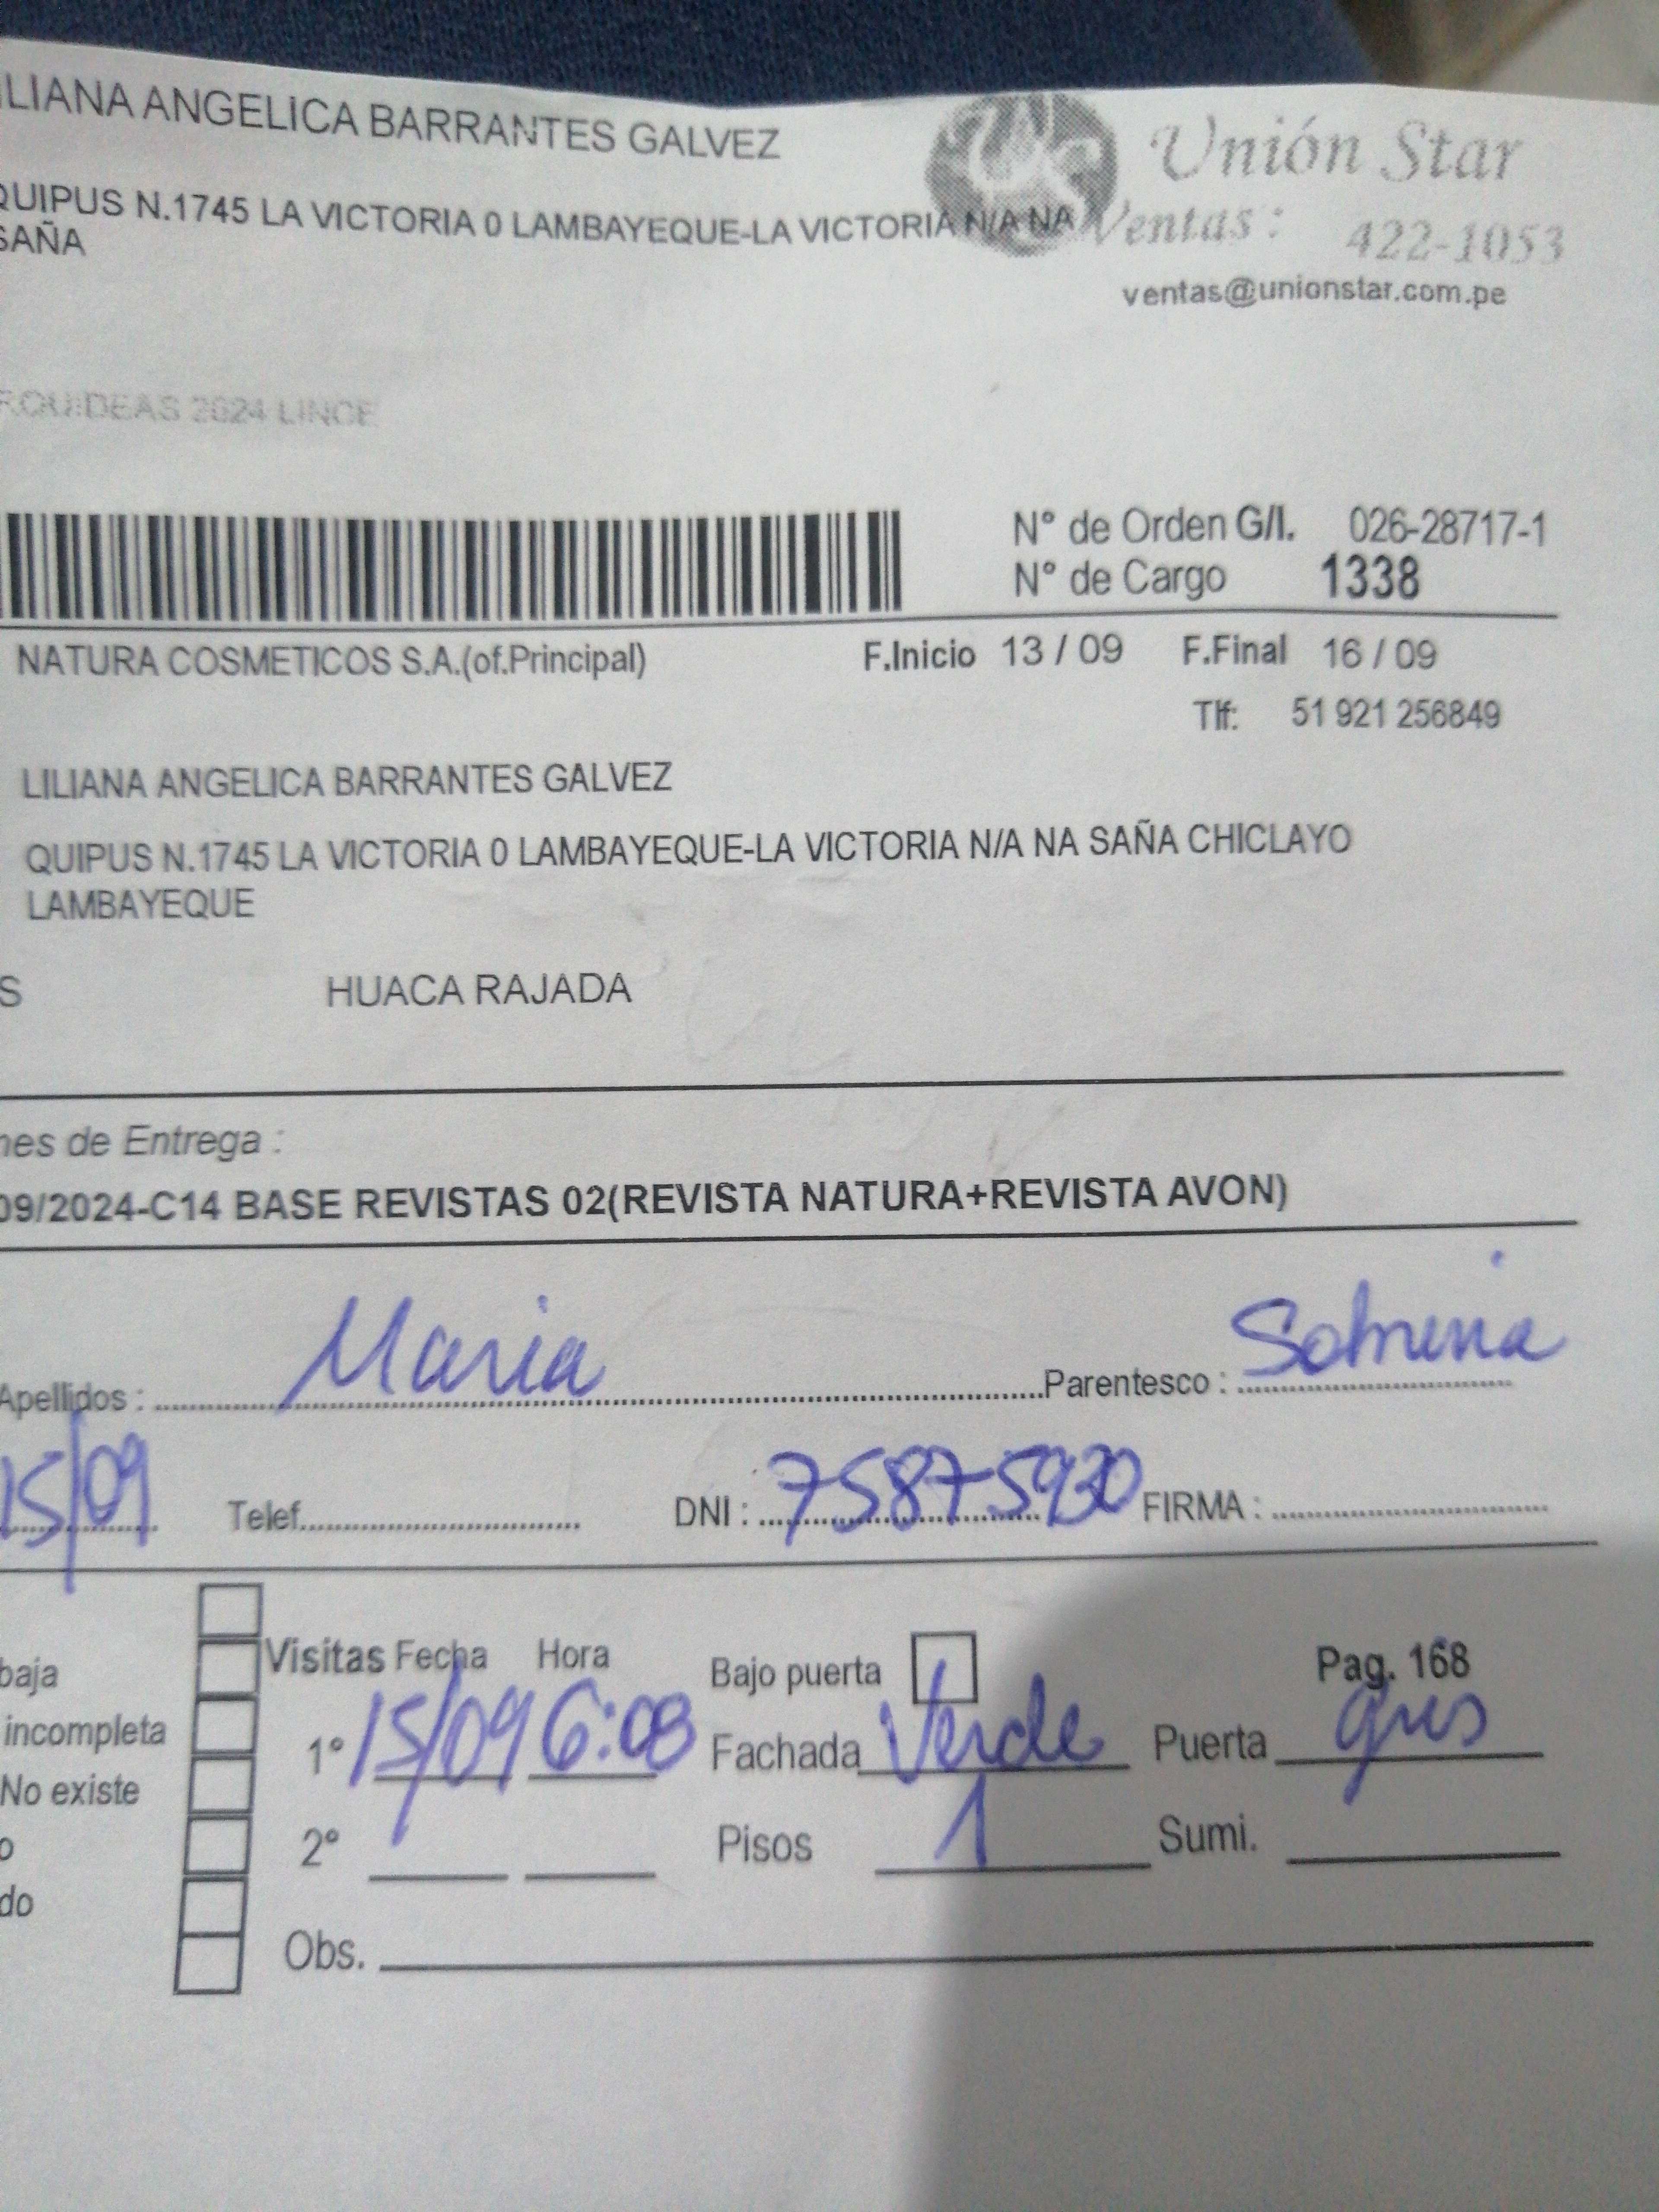 LIANA ANGELICA BARRANTES GALVEZ
Unión Star
QUIPUS N.1745 LA VICTORIA 0 LAMBAYEQUE-LA VICTORIA N/A NA
SAÑA
Ventas : 422-1053
ventas@unionstar.com.pe
RQUIDEAS 2624 LINCE
N° de Orden G/I. 026-28717-1
N° de Cargo 1338
NATURA COSMETICOS S.A.(of.Principal) F.Inicio 13 / 09 F.Final 16 / 09
Tlf: 51 921 256849
LILIANA ANGELICA BARRANTES GALVEZ
QUIPUS N.1745 LA VICTORIA 0 LAMBAYEQUE-LA VICTORIA N/A NA SAÑA CHICLAYO
LAMBAYEQUE
S HUACA RAJADA
nes de Entrega :
09/2024-C14 BASE REVISTAS 02(REVISTA NATURA+REVISTA AVON)
Apellidos : Maria Parentesco : Sobrina
15/09 Telef. DNI : 75875930 FIRMA :
Visitas Fecha Hora Bajo puerta Pag. 168
baja
incompleta 1° 15/09 6:08 Fachada Verde Puerta gris
No existe
o 2° Pisos 1 Sumi.
do
Obs.